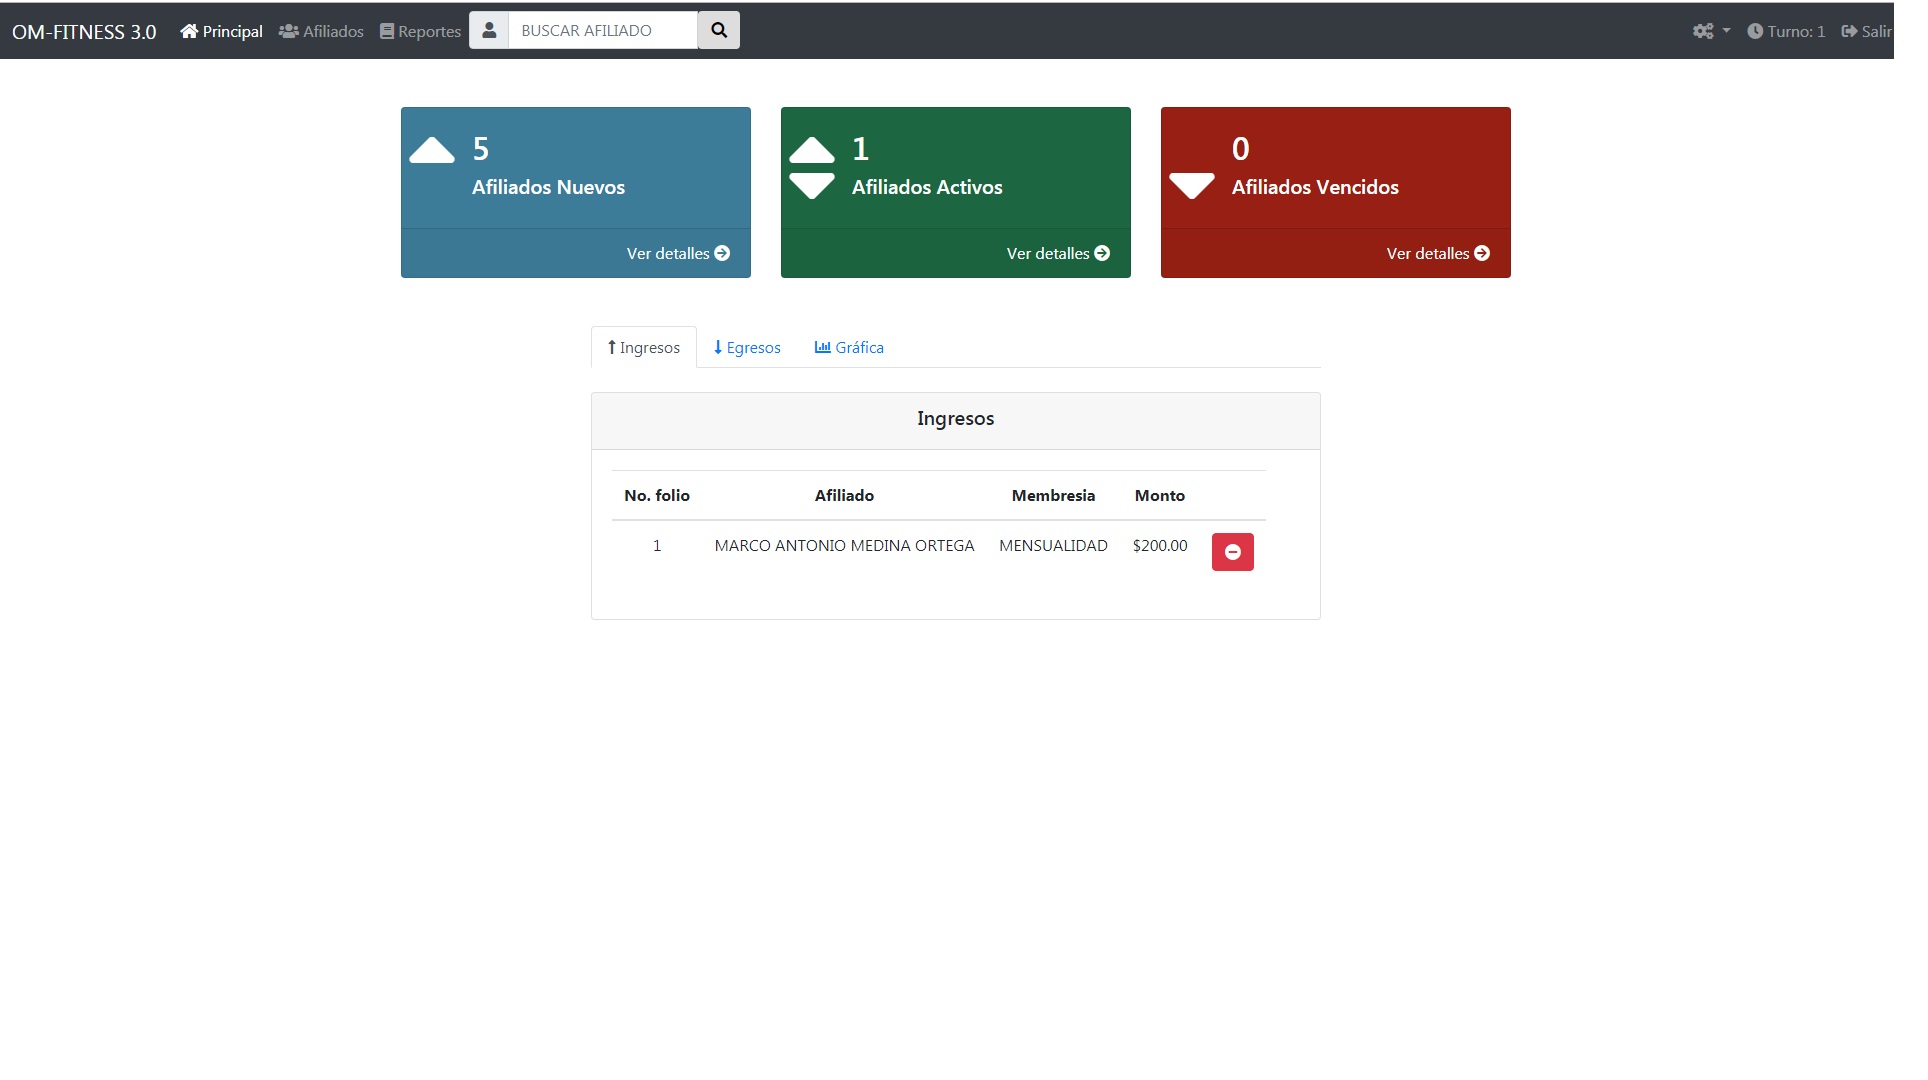 OM-FITNESS 3.0 Principal Afiliados Reportes BUSCAR AFILIADO Turno: 1 Salir
5
Afiliados Nuevos
Ver detalles
1
Afiliados Activos
Ver detalles
0
Afiliados Vencidos
Ver detalles
Ingresos Egresos Gráfica
Ingresos
No. folio Afiliado Membresia Monto
1 MARCO ANTONIO MEDINA ORTEGA MENSUALIDAD $200.00